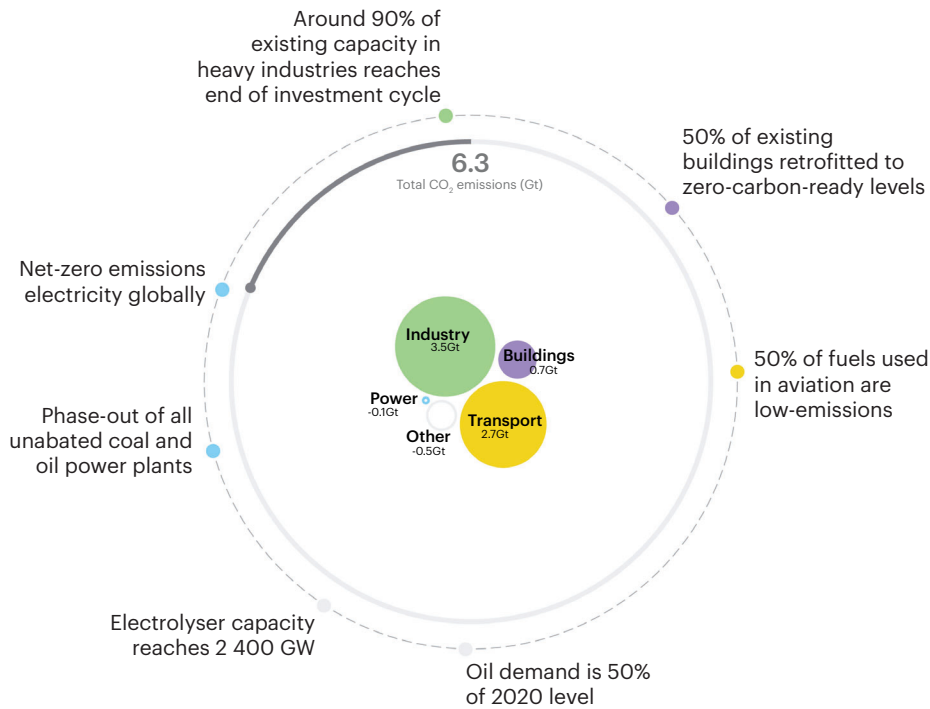 Around 90% of
existing capacity in
heavy industries reaches
end of investment cycle
50% of existing
buildings retrofitted to
zero-carbon-ready levels
6.3
Total CO₂ emissions (Gt)
Net-zero emissions
electricity globally
Industry
3.5Gt
Buildings
0.7Gt
50% of fuels used
in aviation are
low-emissions
Power
-0.1Gt
Transport
2.7Gt
Other
-0.5Gt
Phase-out of all
unabated coal and
oil power plants
Electrolyser capacity
reaches 2 400 GW
Oil demand is 50%
of 2020 level